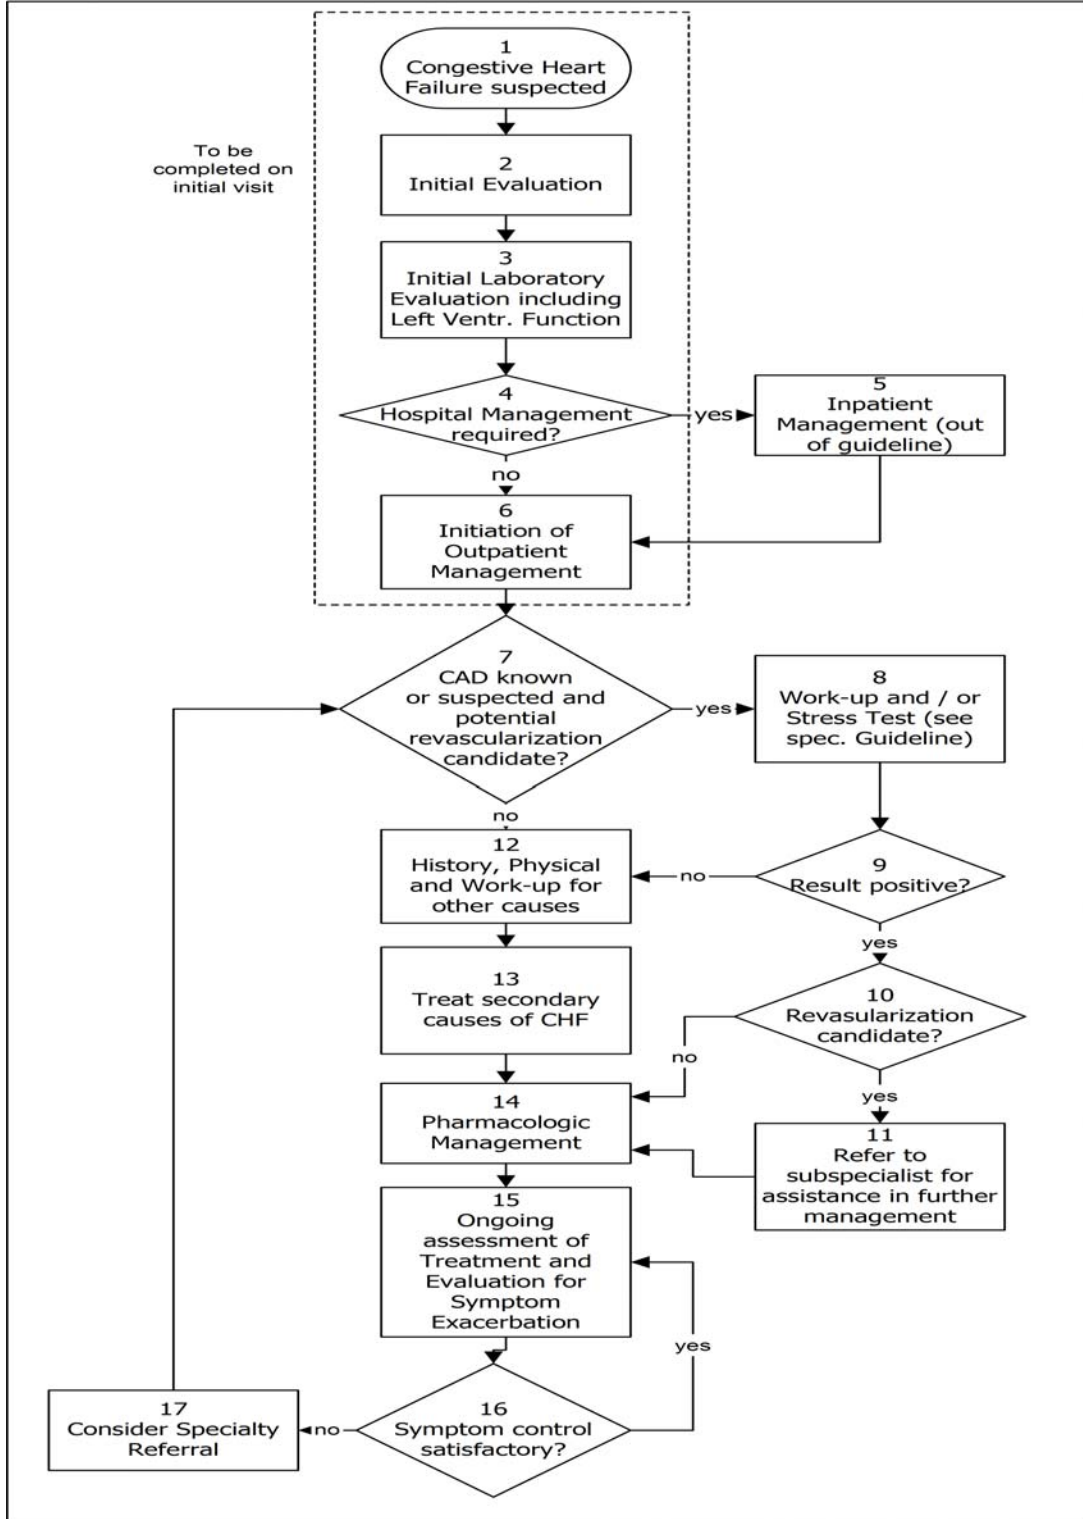 1
Congestive Heart
Failure suspected
To be
completed on
initial visit
2
Initial Evaluation
3
Initial Laboratory
Evaluation including
Left Ventr. Function
4
Hospital Management
required?
yes
5
Inpatient
Management (out
of guideline)
no
6
Initiation of
Outpatient
Management
7
CAD known
or suspected and
potential
revascularization
candidate?
yes
8
Work-up and / or
Stress Test (see
spec. Guideline)
no
12
History, Physical
and Work-up for
other causes
no
9
Result positive?
yes
13
Treat secondary
causes of CHF
10
Revasularization
candidate?
no
yes
14
Pharmacologic
Management
11
Refer to
subspecialist for
assistance in further
management
15
Ongoing
assessment of
Treatment and
Evaluation for
Symptom
Exacerbation
yes
16
Symptom control
satisfactory?
no
17
Consider Specialty
Referral